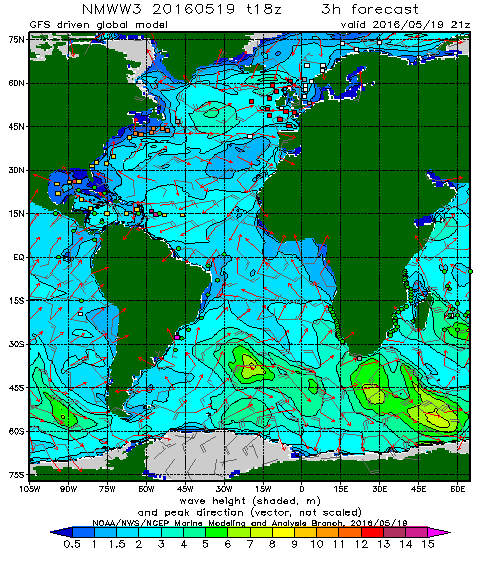 NMWW3 20160519 t18z 3h forecast
GFS driven global model valid 2016/05/19 21z
75N
60N
45N
30N
15N
EQ
15S
30S
45S
60S
75S
105W 90W 75W 60W 45W 30W 15W 0 15E 30E 45E 60E
wave height (shaded, m)
and peak direction (vector, not scaled)
NOAA/NWS/NCEP Marine Modeling and Analysis Branch, 2016/05/19
0.5 1 1.5 2 3 4 5 6 7 8 9 10 12 13 14 15